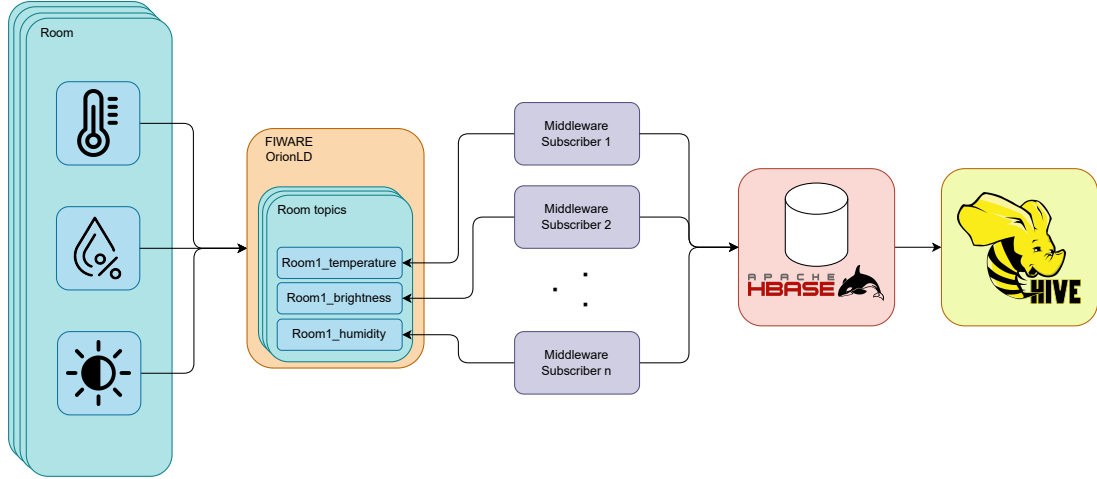 Room
FIWARE
OrionLD
Room topics
Room1_temperature
Room1_brightness
Room1_humidity
Middleware
Subscriber 1
Middleware
Subscriber 2
Middleware
Subscriber n
APACHE
HBASE
HIVE